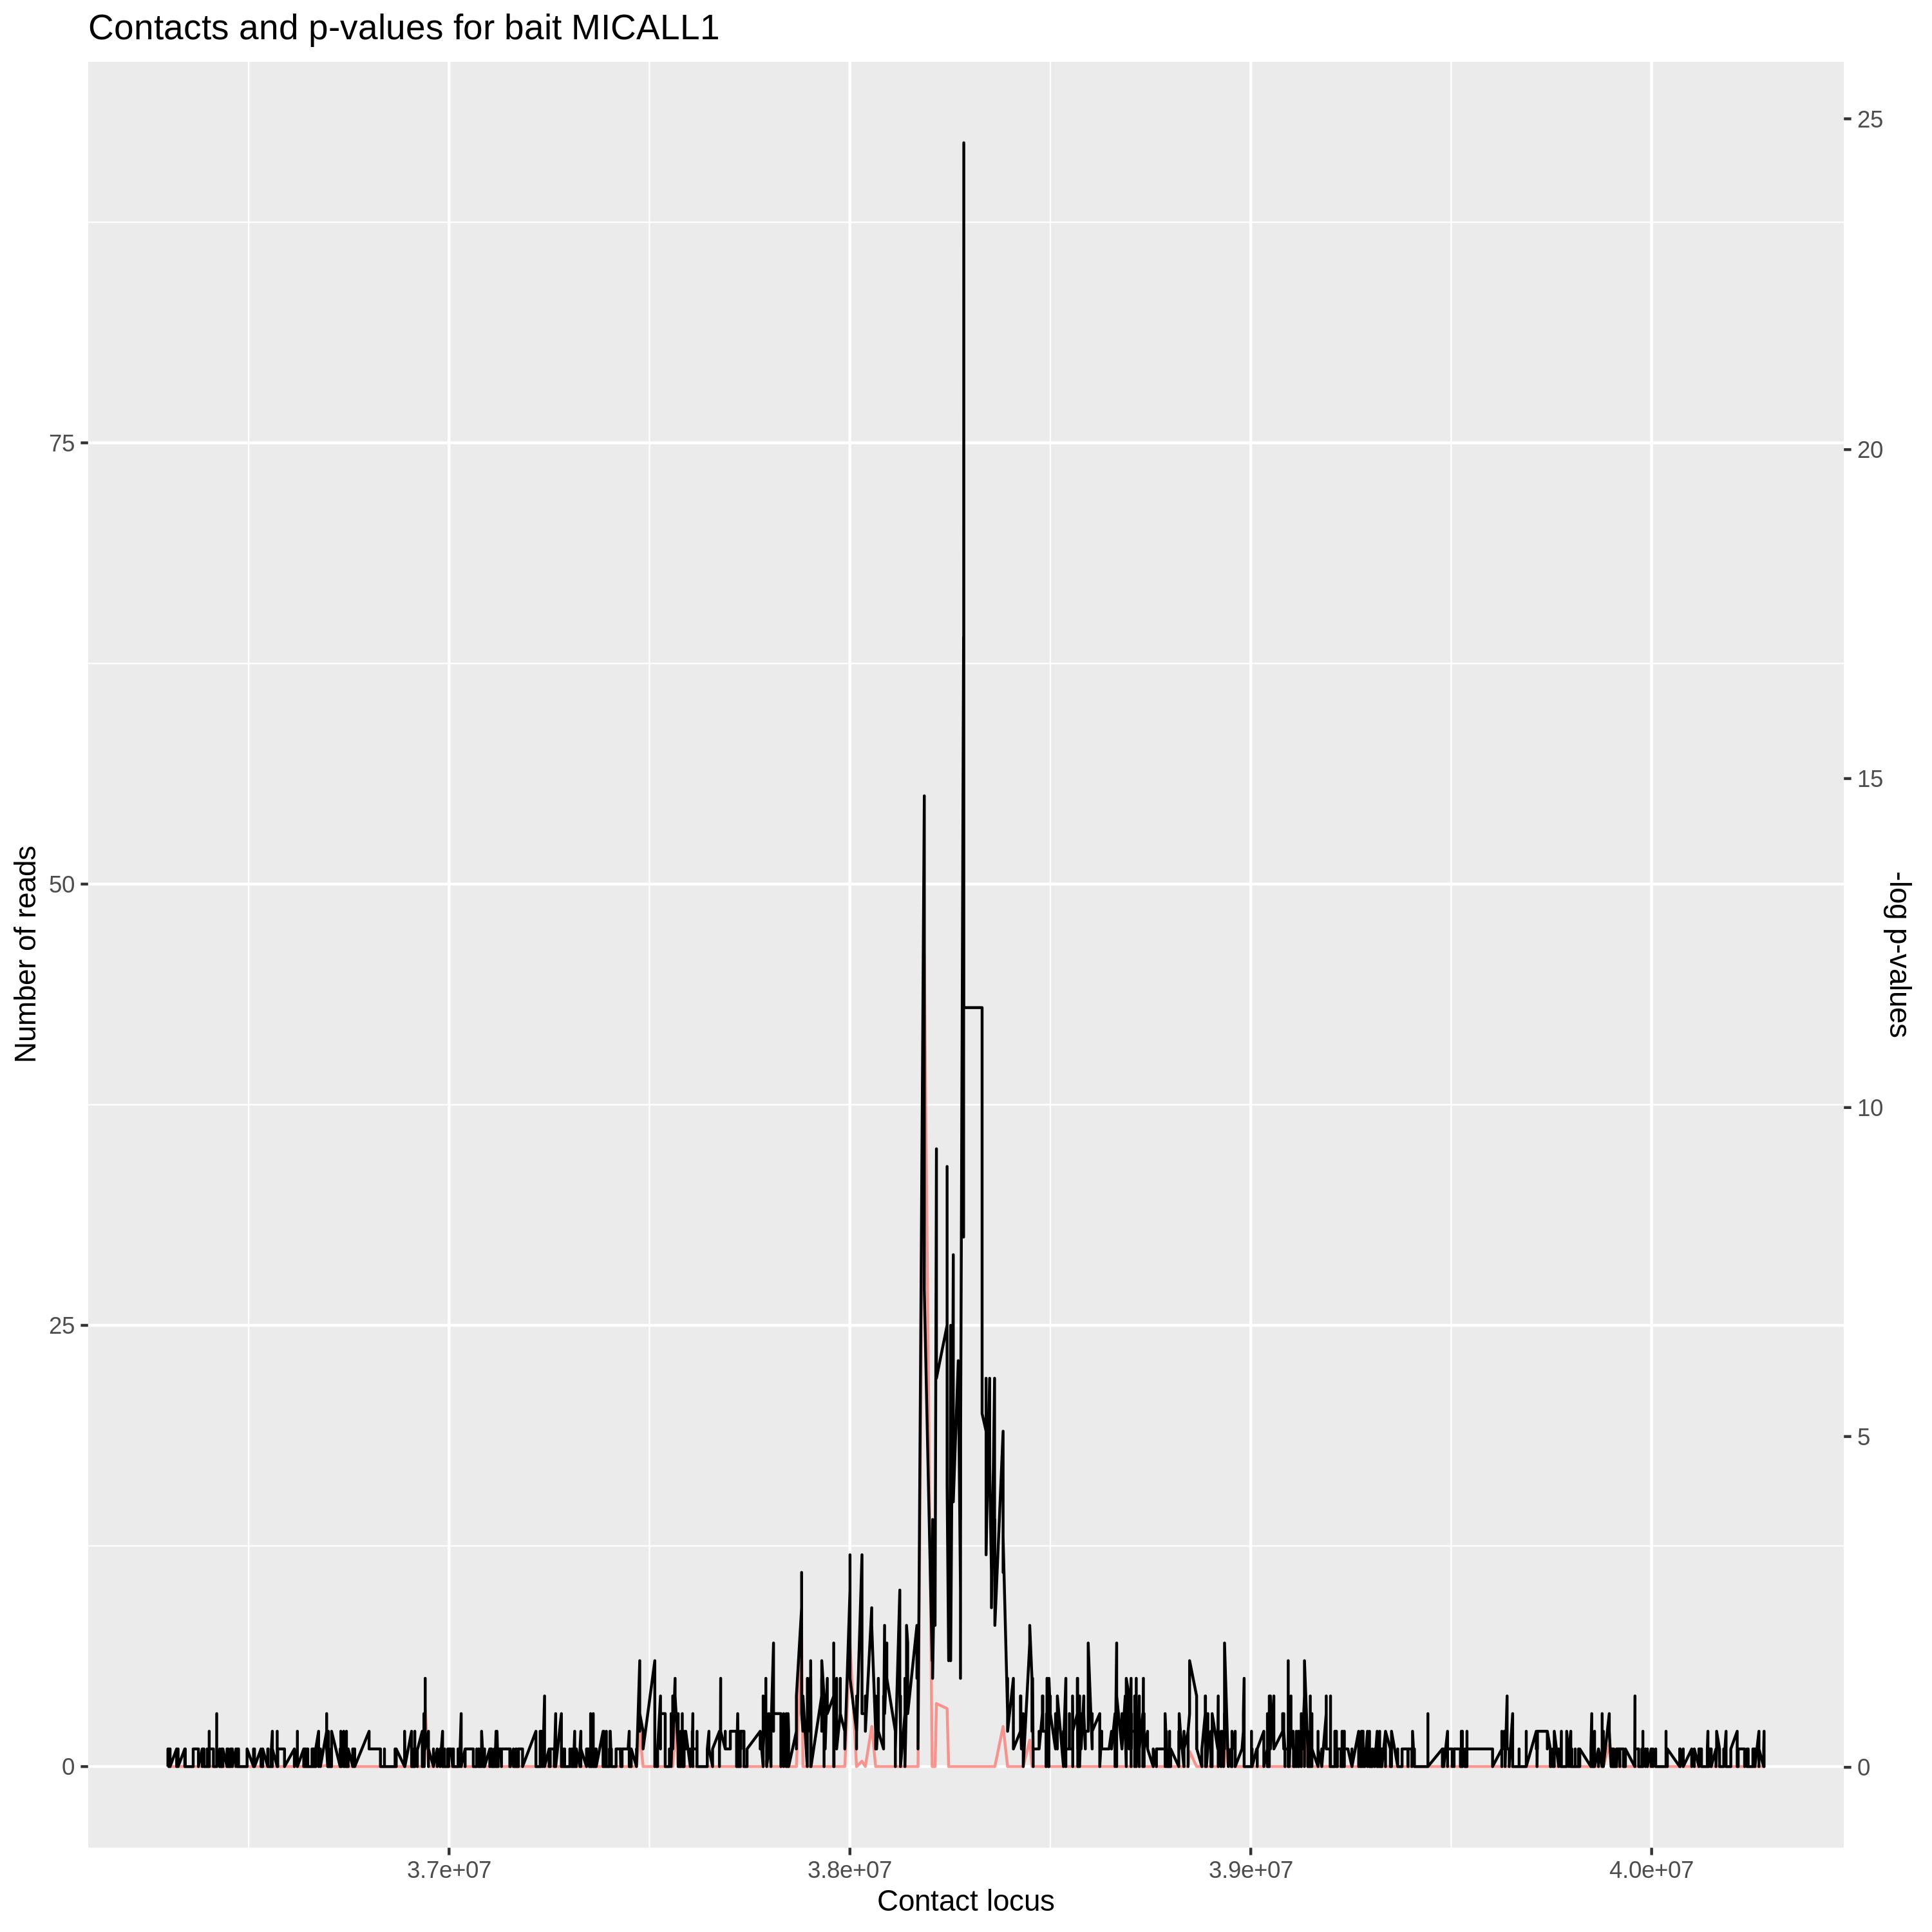 Contacts and p-values for bait MICALL1
25
20
15
10
5
0
75
50
25
0
Number of reads
-log p-values
3.7e+07
3.8e+07
3.9e+07
4.0e+07
Contact locus